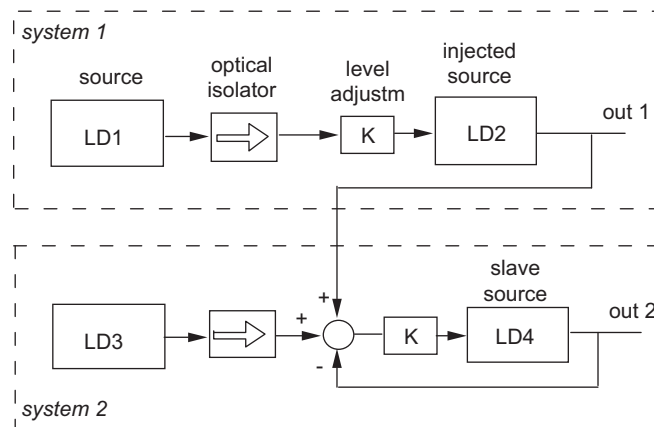 system 1
source
optical
isolator
level
adjustm
injected
source
LD1
K
LD2
out 1
slave
source
+
+
-
LD3
K
LD4
out 2
system 2